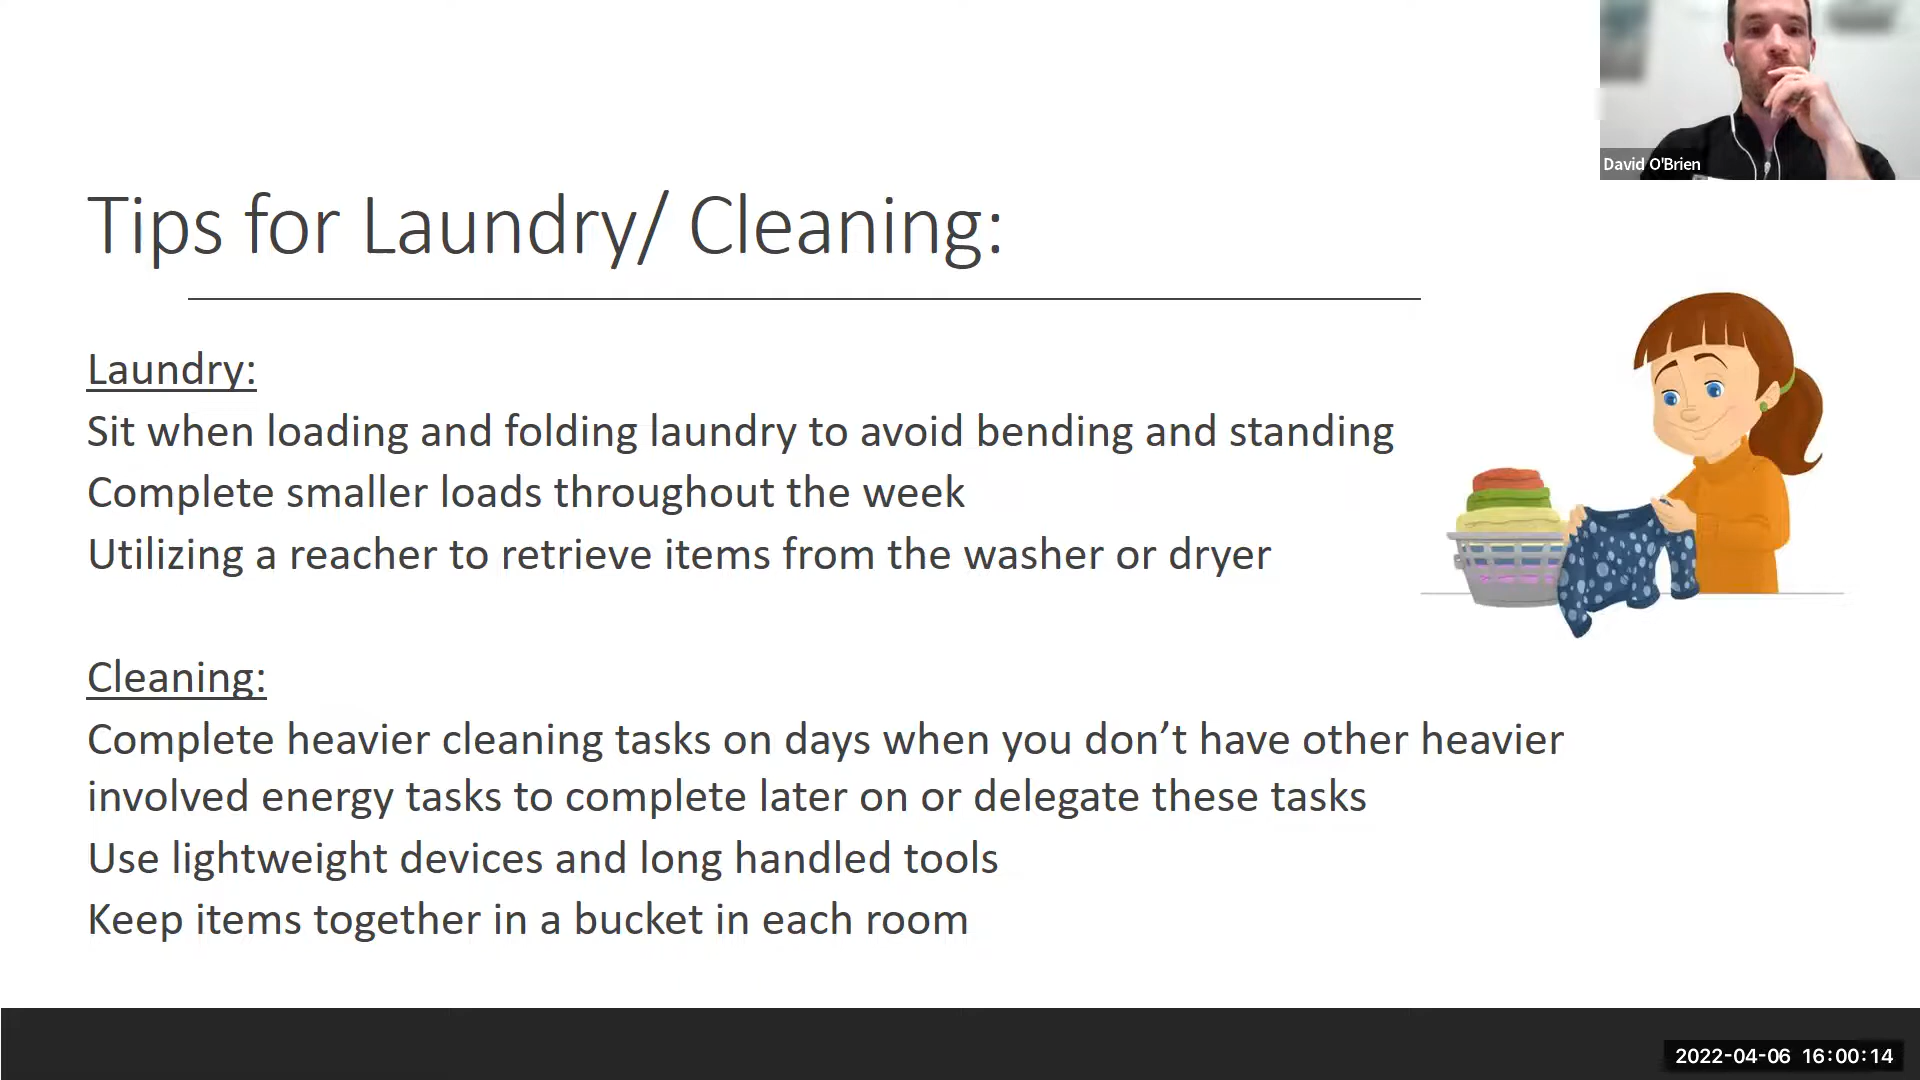 David O'Brien
Tips for Laundry/ Cleaning:
Laundry:
Sit when loading and folding laundry to avoid bending and standing
Complete smaller loads throughout the week
Utilizing a reacher to retrieve items from the washer or dryer
Cleaning:
Complete heavier cleaning tasks on days when you don’t have other heavier
involved energy tasks to complete later on or delegate these tasks
Use lightweight devices and long handled tools
Keep items together in a bucket in each room
2022-04-06 16:00:14